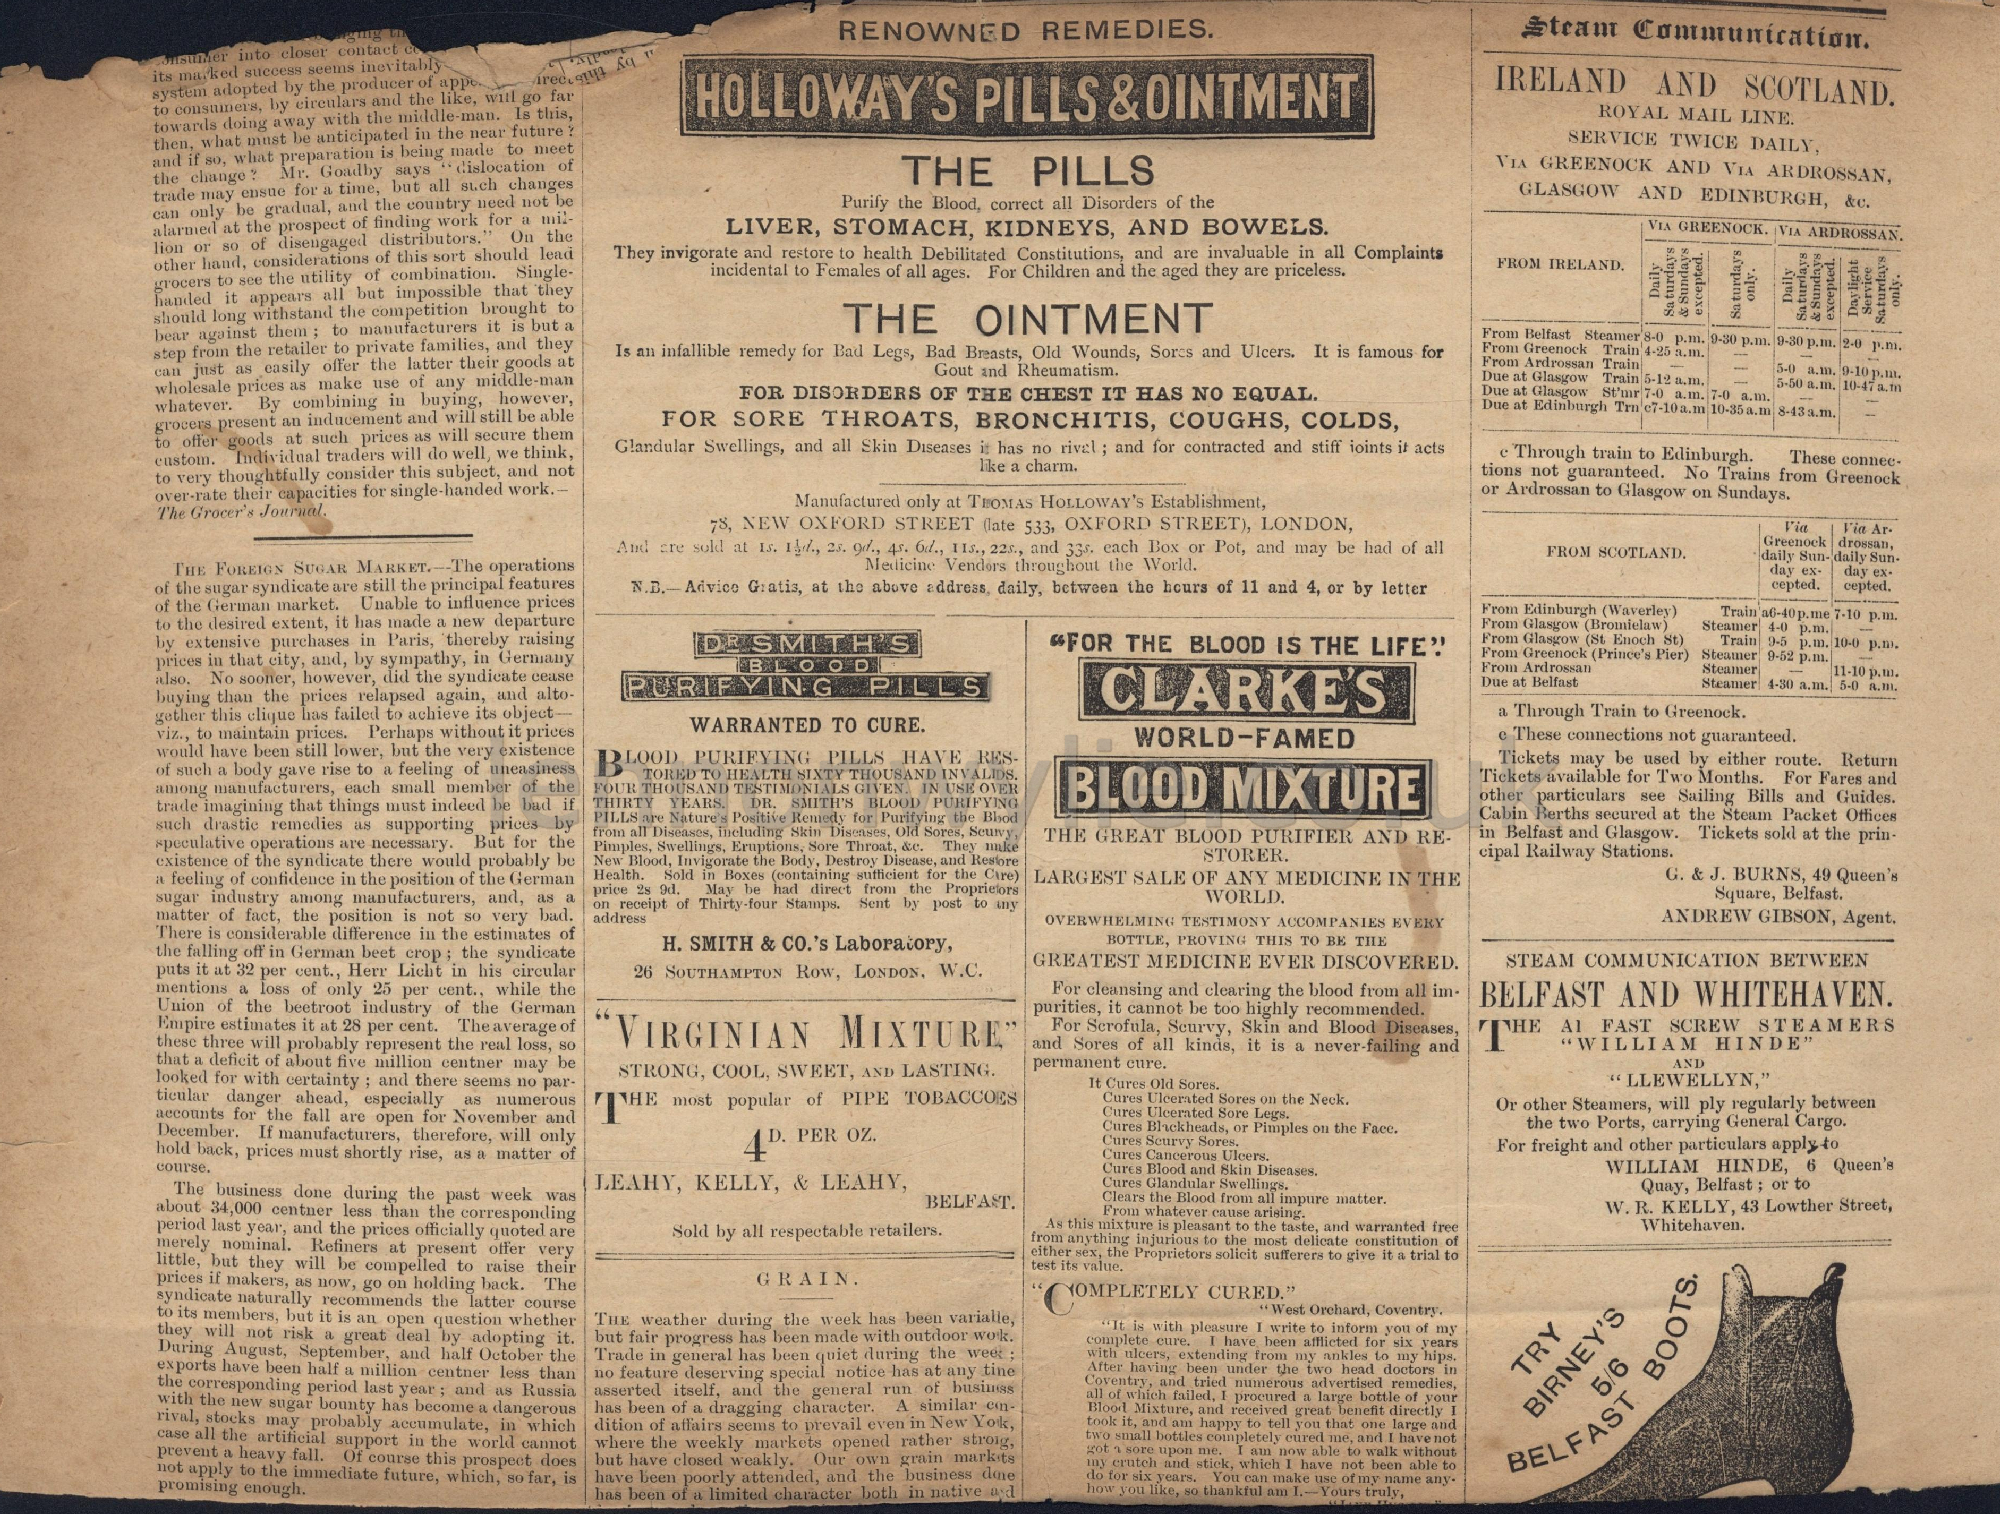 consumer into closer contact
its marked success seems inevitably
system adopted by the producer of
to consumers, by circulars and the like, will go far
towards doing away with the middle-man. Is this,
then, what must be anticipated in the near future?
and if so, what preparation is being made to meet
the change? Mr. Goadby says "dislocation of
trade may ensue for a time, but all such changes
can only be gradual, and the country need not be
alarmed at the prospect of finding work for a mil-
lion or so of disengaged distributors." On the
other hand, considerations of this sort should lead
grocers to see the utility of combination. Single-
handed it appears all but impossible that they
should long withstand the competition brought to
bear against them; to manufacturers it is but a
step from the retailer to private families, and they
can just as easily offer the latter their goods at
wholesale prices as make use of any middle-man
whatever. By combining in buying, however,
grocers present an inducement and will still be able
to offer goods at such prices as will secure them
custom. Individual traders will do well, we think,
to very thoughtfully consider this subject, and not
over-rate their capacities for single-handed work.—
The Grocer's Journal.
THE FOREIGN SUGAR MARKET.—The operations
of the sugar syndicate are still the principal features
of the German market. Unable to influence prices
to the desired extent, it has made a new departure
by extensive purchases in Paris, thereby raising
prices in that city, and, by sympathy, in Germany
also. No sooner, however, did the syndicate cease
buying than the prices relapsed again, and alto-
gether this clique has failed to achieve its object—
viz., to maintain prices. Perhaps without it prices
would have been still lower, but the very existence
of such a body gave rise to a feeling of uneasiness
among manufacturers, each small member of the
trade imagining that things must indeed be bad if
such drastic remedies as supporting prices by
speculative operations are necessary. But for the
existence of the syndicate there would probably be
a feeling of confidence in the position of the German
sugar industry among manufacturers, and, as a
matter of fact, the position is not so very bad.
There is considerable difference in the estimates of
the falling off in German beet crop; the syndicate
puts it at 32 per cent., Herr Licht in his circular
mentions a loss of only 25 per cent., while the
Union of the beetroot industry of the German
Empire estimates it at 28 per cent. The average of
these three will probably represent the real loss, so
that a deficit of about five million centner may be
looked for with certainty; and there seems no par-
ticular danger ahead, especially as numerous
accounts for the fall are open for November and
December. If manufacturers, therefore, will only
hold back, prices must shortly rise, as a matter of
course.
The business done during the past week was
about 34,000 centner less than the corresponding
period last year, and the prices officially quoted are
merely nominal. Refiners at present offer very
little, but they will be compelled to raise their
prices if makers, as now, go on holding back. The
syndicate naturally recommends the latter course
to its members, but it is an open question whether
they will not risk a great deal by adopting it.
During August, September, and half October the
exports have been half a million centner less than
the corresponding period last year; and as Russia
with the new sugar bounty has become a dangerous
rival, stocks may probably accumulate, in which
case all the artificial support in the world cannot
prevent a heavy fall. Of course this prospect does
not apply to the immediate future, which, so far, is
promising enough.
RENOWNED REMEDIES.
HOLLOWAY'S PILLS & OINTMENT
THE PILLS
Purify the Blood, correct all Disorders of the
LIVER, STOMACH, KIDNEYS, AND BOWELS.
They invigorate and restore to health Debilitated Constitutions, and are invaluable in all Complaints
incidental to Females of all ages. For Children and the aged they are priceless.
THE OINTMENT
Is an infallible remedy for Bad Legs, Bad Breasts, Old Wounds, Sores and Ulcers. It is famous for
Gout and Rheumatism.
FOR DISORDERS OF THE CHEST IT HAS NO EQUAL.
FOR SORE THROATS, BRONCHITIS, COUGHS, COLDS,
Glandular Swellings, and all Skin Diseases it has no rival; and for contracted and stiff joints it acts
like a charm.
Manufactured only at THOMAS HOLLOWAY'S Establishment,
78, NEW OXFORD STREET (late 533, OXFORD STREET), LONDON,
And are sold at 1s. 1½d., 2s. 9d., 4s. 6d., 11s., 22s., and 33s. each Box or Pot, and may be had of all
Medicine Vendors throughout the World.
N.B.—Advice Gratis, at the above address, daily, between the hours of 11 and 4, or by letter
DR SMITH'S
BLOOD
PURIFYING PILLS
WARRANTED TO CURE.
BLOOD PURIFYING PILLS HAVE RES-
TORED TO HEALTH SIXTY THOUSAND INVALIDS.
FOUR THOUSAND TESTIMONIALS GIVEN. IN USE OVER
THIRTY YEARS. DR. SMITH'S BLOOD PURIFYING
PILLS are Nature's Positive Remedy for Purifying the Blood
from all Diseases, including Skin Diseases, Old Sores, Scurvy,
Pimples, Swellings, Eruptions, Sore Throat, &c. They make
New Blood, Invigorate the Body, Destroy Disease, and Restore
Health. Sold in Boxes (containing sufficient for the Cure)
price 2s 9d. May be had direct from the Proprietors
on receipt of Thirty-four Stamps. Sent by post to any
address
H. SMITH & CO.'s Laboratory,
26 SOUTHAMPTON ROW, LONDON, W.C.
"VIRGINIAN MIXTURE,"
STRONG, COOL, SWEET, AND LASTING.
THE most popular of PIPE TOBACCOES
4D. PER OZ.
LEAHY, KELLY, & LEAHY,
BELFAST.
Sold by all respectable retailers.
GRAIN.
THE weather during the week has been variable,
but fair progress has been made with outdoor work.
Trade in general has been quiet during the week;
no feature deserving special notice has at any time
asserted itself, and the general run of business
has been of a dragging character. A similar con-
dition of affairs seems to prevail even in New York,
where the weekly markets opened rather strong,
but have closed weakly. Our own grain markets
have been poorly attended, and the business done
has been of a limited character both in native and
"FOR THE BLOOD IS THE LIFE".
CLARKE'S
WORLD-FAMED
BLOOD MIXTURE
THE GREAT BLOOD PURIFIER AND RE-
STORER.
LARGEST SALE OF ANY MEDICINE IN THE
WORLD.
OVERWHELMING TESTIMONY ACCOMPANIES EVERY
BOTTLE, PROVING THIS TO BE THE
GREATEST MEDICINE EVER DISCOVERED.
For cleansing and clearing the blood from all im-
purities, it cannot be too highly recommended.
For Scrofula, Scurvy, Skin and Blood Diseases,
and Sores of all kinds, it is a never-failing and
permanent cure.
It Cures Old Sores.
Cures Ulcerated Sores on the Neck.
Cures Ulcerated Sore Legs.
Cures Blackheads, or Pimples on the Face.
Cures Scurvy Sores.
Cures Cancerous Ulcers.
Cures Blood and Skin Diseases.
Cures Glandular Swellings.
Clears the Blood from all impure matter.
From whatever cause arising.
As this mixture is pleasant to the taste, and warranted free
from anything injurious to the most delicate constitution of
either sex, the Proprietors solicit sufferers to give it a trial to
test its value.
"COMPLETELY CURED."
"West Orchard, Coventry.
"It is with pleasure I write to inform you of my
complete cure. I have been afflicted for six years
with ulcers, extending from my ankles to my hips.
After having been under the two head doctors in
Coventry, and tried numerous advertised remedies,
all of which failed, I procured a large bottle of your
Blood Mixture, and received great benefit directly I
took it, and am happy to tell you that one large and
two small bottles completely cured me, and I have not
got a sore upon me. I am now able to walk without
my crutch and stick, which I have not been able to
do for six years. You can make use of my name any-
how you like, so thankful am I.—Yours truly,
Steam Communication.
IRELAND AND SCOTLAND.
ROYAL MAIL LINE.
SERVICE TWICE DAILY,
VIA GREENOCK AND VIA ARDROSSAN,
GLASGOW AND EDINBURGH, &c.
FROM IRELAND. VIA GREENOCK. VIA ARDROSSAN.
Daily Saturdays & Sundays excepted. Saturdays only. Daily Saturdays & Sundays excepted. Daylight Service Saturdays only.
From Belfast Steamer 8-0 p.m. 9-30 p.m. 9-30 p.m. 2-0 p.m.
From Greenock Train 4-25 a.m. — — —
From Ardrossan Train — — 5-0 a.m. 9-10 p.m.
Due at Glasgow Train 5-12 a.m. — 5-50 a.m. 10-47 a.m
Due at Glasgow St'mr 7-0 a.m. 7-0 a.m. — —
Due at Edinburgh Trn c7-10 a.m 10-35 a.m 8-43 a.m. —
c Through train to Edinburgh. These connec-
tions not guaranteed. No Trains from Greenock
or Ardrossan to Glasgow on Sundays.
FROM SCOTLAND. Via Greenock daily Sun- day ex- cepted. Via Ar- drossan, daily Sun- day ex- cepted.
From Edinburgh (Waverley) Train a6-40 p.m e 7-10 p.m.
From Glasgow (Bromielaw) Steamer 4-0 p.m. —
From Glasgow (St Enoch St) Train 9-5 p.m. 10-0 p.m.
From Greenock (Prince's Pier) Steamer 9-52 p.m. —
From Ardrossan Steamer — 11-10 p.m.
Due at Belfast Steamer 4-30 a.m. 5-0 a.m.
a Through Train to Greenock.
e These connections not guaranteed.
Tickets may be used by either route. Return
Tickets available for Two Months. For Fares and
other particulars see Sailing Bills and Guides.
Cabin Berths secured at the Steam Packet Offices
in Belfast and Glasgow. Tickets sold at the prin-
cipal Railway Stations.
G. & J. BURNS, 49 Queen's
Square, Belfast.
ANDREW GIBSON, Agent.
STEAM COMMUNICATION BETWEEN
BELFAST AND WHITEHAVEN.
THE A1 FAST SCREW STEAMERS
"WILLIAM HINDE"
AND
"LLEWELLYN,"
Or other Steamers, will ply regularly between
the two Ports, carrying General Cargo.
For freight and other particulars apply to
WILLIAM HINDE, 6 Queen's
Quay, Belfast; or to
W. R. KELLY, 43 Lowther Street,
Whitehaven.
TRY
BIRNEY'S
5/6
BELFAST BOOTS.